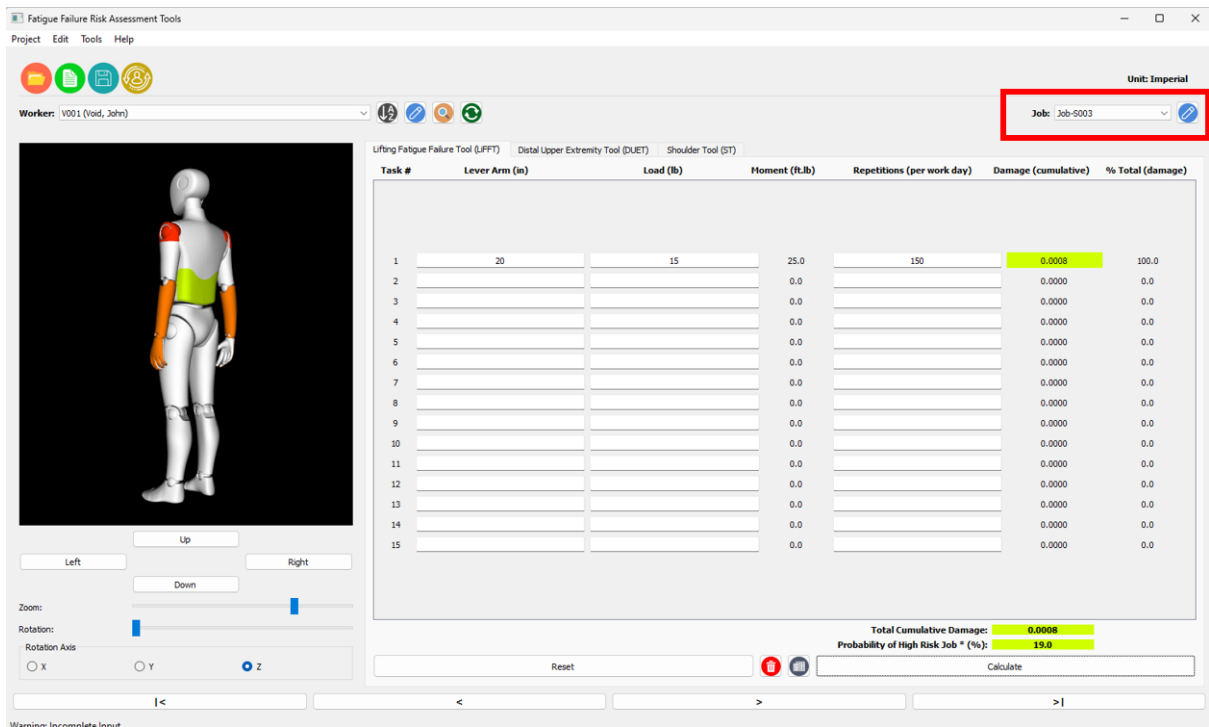 Fatigue Failure Risk Assessment Tools
Project Edit Tools Help
Unit: Imperial
Worker: V001 (Void, John)
Job: Job-S003
Lifting Fatigue Failure Tool (LiFFT) Distal Upper Extremity Tool (DUET) Shoulder Tool (ST)
Task # Lever Arm (in) Load (lb) Moment (ft.lb) Repetitions (per work day) Damage (cumulative) % Total (damage)
1 20 15 25.0 150 0.0008 100.0
2 0.0 0.0000 0.0
3 0.0 0.0000 0.0
4 0.0 0.0000 0.0
5 0.0 0.0000 0.0
6 0.0 0.0000 0.0
7 0.0 0.0000 0.0
8 0.0 0.0000 0.0
9 0.0 0.0000 0.0
10 0.0 0.0000 0.0
11 0.0 0.0000 0.0
12 0.0 0.0000 0.0
13 0.0 0.0000 0.0
14 0.0 0.0000 0.0
15 0.0 0.0000 0.0
Up
Left Right
Down
Zoom:
Rotation:
Rotation Axis
X Y Z
Total Cumulative Damage: 0.0008
Probability of High Risk Job * (%): 19.0
Reset Calculate
|< < > >|
Warning: Incomplete Input